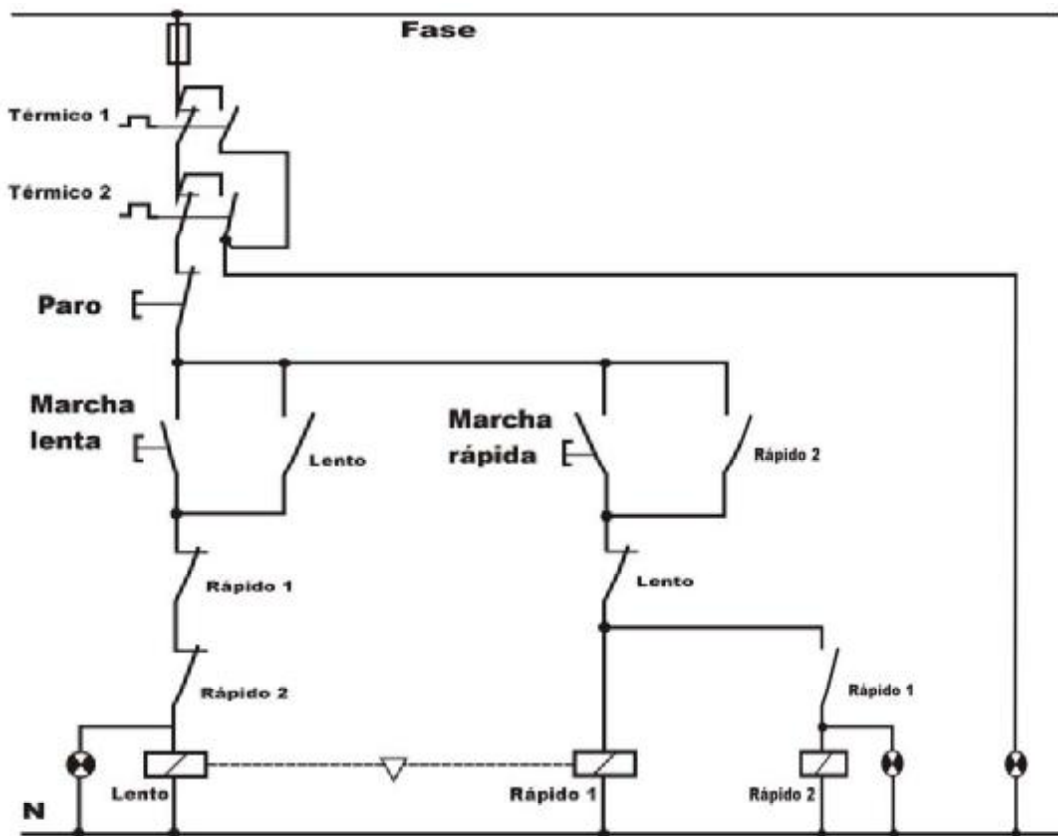 Fase
Térmico 1
Térmico 2
Paro
Marcha
lenta
Lento
Marcha
rápida
Rápido 2
Rápido 1
Lento
Rápido 2
Rápido 1
Lento
Rápido 1
Rápido 2
N